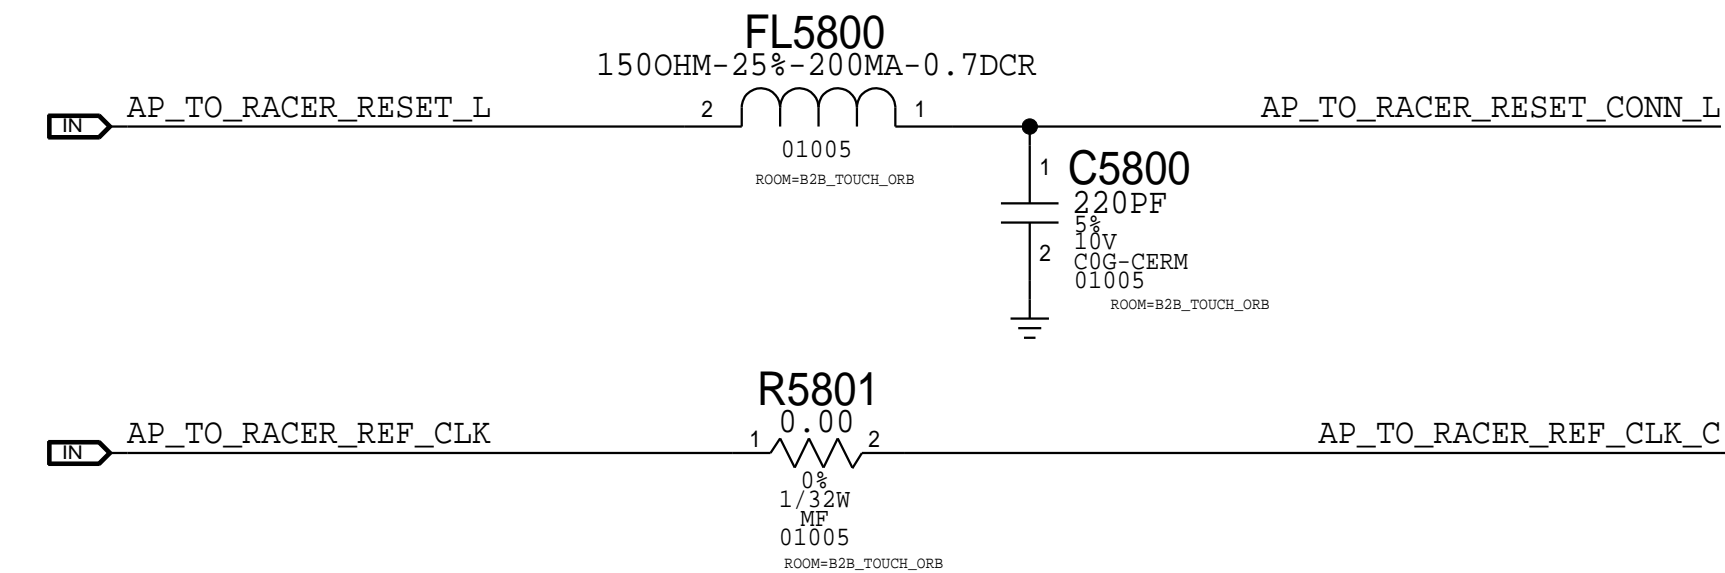 FL5800
150OHM-25%-200MA-0.7DCR
IN
AP_TO_RACER_RESET_L
2
1
AP_TO_RACER_RESET_CONN_L
01005
ROOM=B2B_TOUCH_ORB
1
C5800
220PF
5%
10V
2
C0G-CERM
01005
ROOM=B2B_TOUCH_ORB
R5801
0.00
IN
AP_TO_RACER_REF_CLK
1
2
AP_TO_RACER_REF_CLK_C
0%
1/32W
MF
01005
ROOM=B2B_TOUCH_ORB